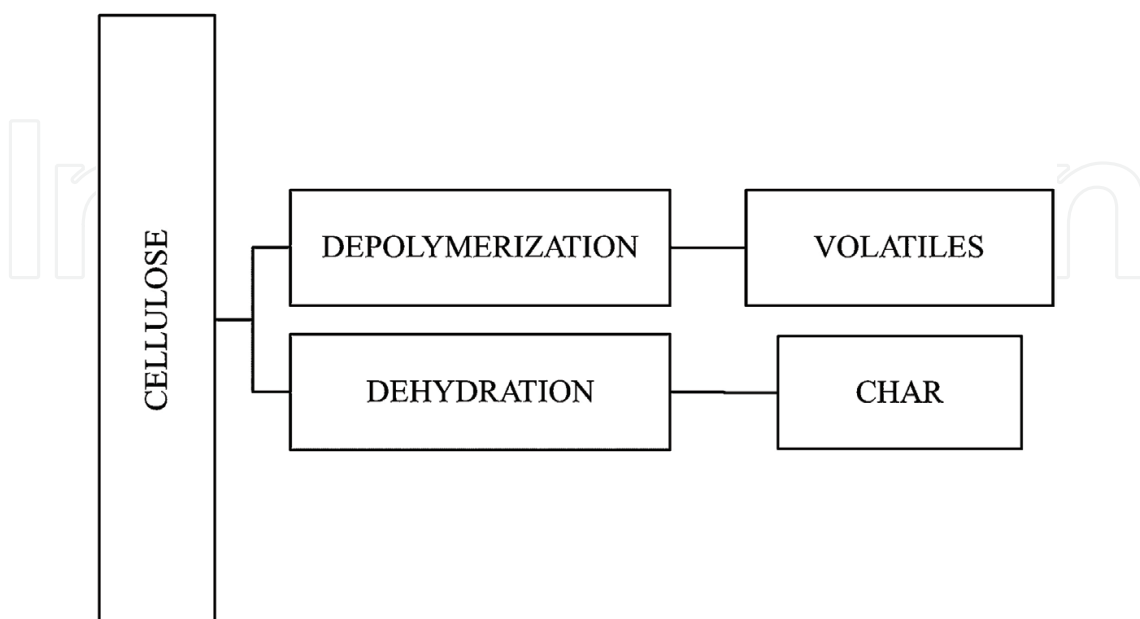 CELLULOSE
DEPOLYMERIZATION
VOLATILES
DEHYDRATION
CHAR